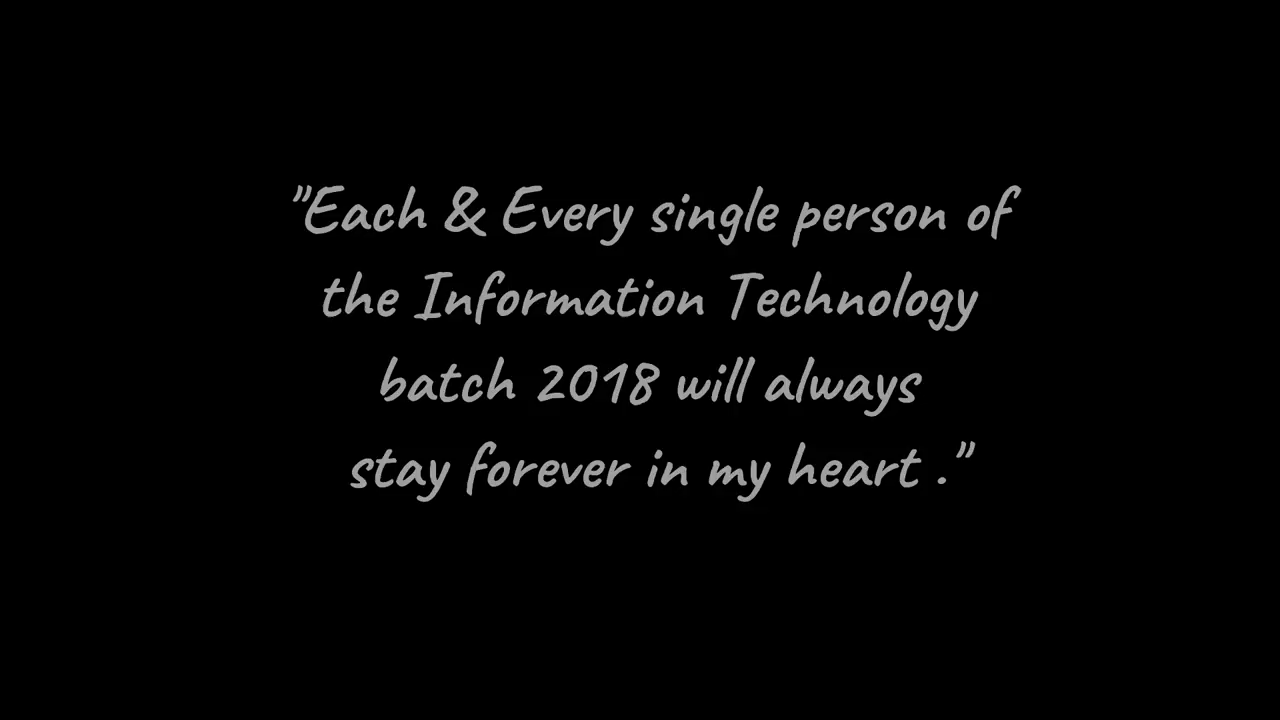 "Each & Every single person of
the Information Technology
batch 2018 will always
stay forever in my heart ."